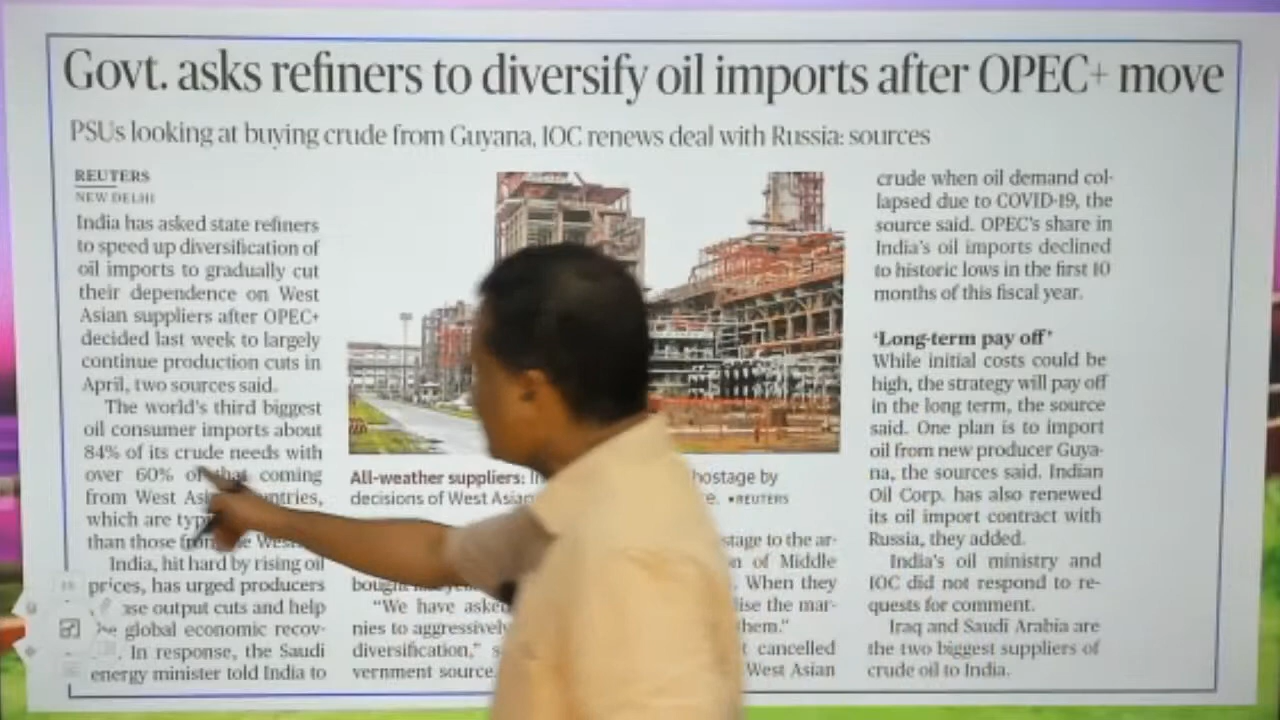 Govt. asks refiners to diversify oil imports after OPEC+ move
PSUs looking at buying crude from Guyana, IOC renews deal with Russia: sources
REUTERS
NEW DELHI
India has asked state refiners
to speed up diversification of
oil imports to gradually cut
their dependence on West
Asian suppliers after OPEC+
decided last week to largely
continue production cuts in
April, two sources said.
The world's third biggest
oil consumer imports about
84% of its crude needs with
over 60% of that coming
from West
which are
than those
India, hit hard by rising oil
prices, has urged producers
output cuts and help
global economic recov-
. In response, the Saudi
energy minister told India to
All-weather suppliers:
hostage by
decisions of West Asian
•REUTERS
bought
"We have asked
nies to aggressively
diversification,"
vernment source
stage to the ar-
of Middle
. When they
ise the mar-
them."
cancelled
West Asian
crude when oil demand col-
lapsed due to COVID-19, the
source said. OPEC's share in
India's oil imports declined
to historic lows in the first 10
months of this fiscal year.
'Long-term pay off'
While initial costs could be
high, the strategy will pay off
in the long term, the source
said. One plan is to import
oil from new producer Guya-
na, the sources said. Indian
Oil Corp. has also renewed
its oil import contract with
Russia, they added.
India's oil ministry and
IOC did not respond to re-
quests for comment.
Iraq and Saudi Arabia are
the two biggest suppliers of
crude oil to India.